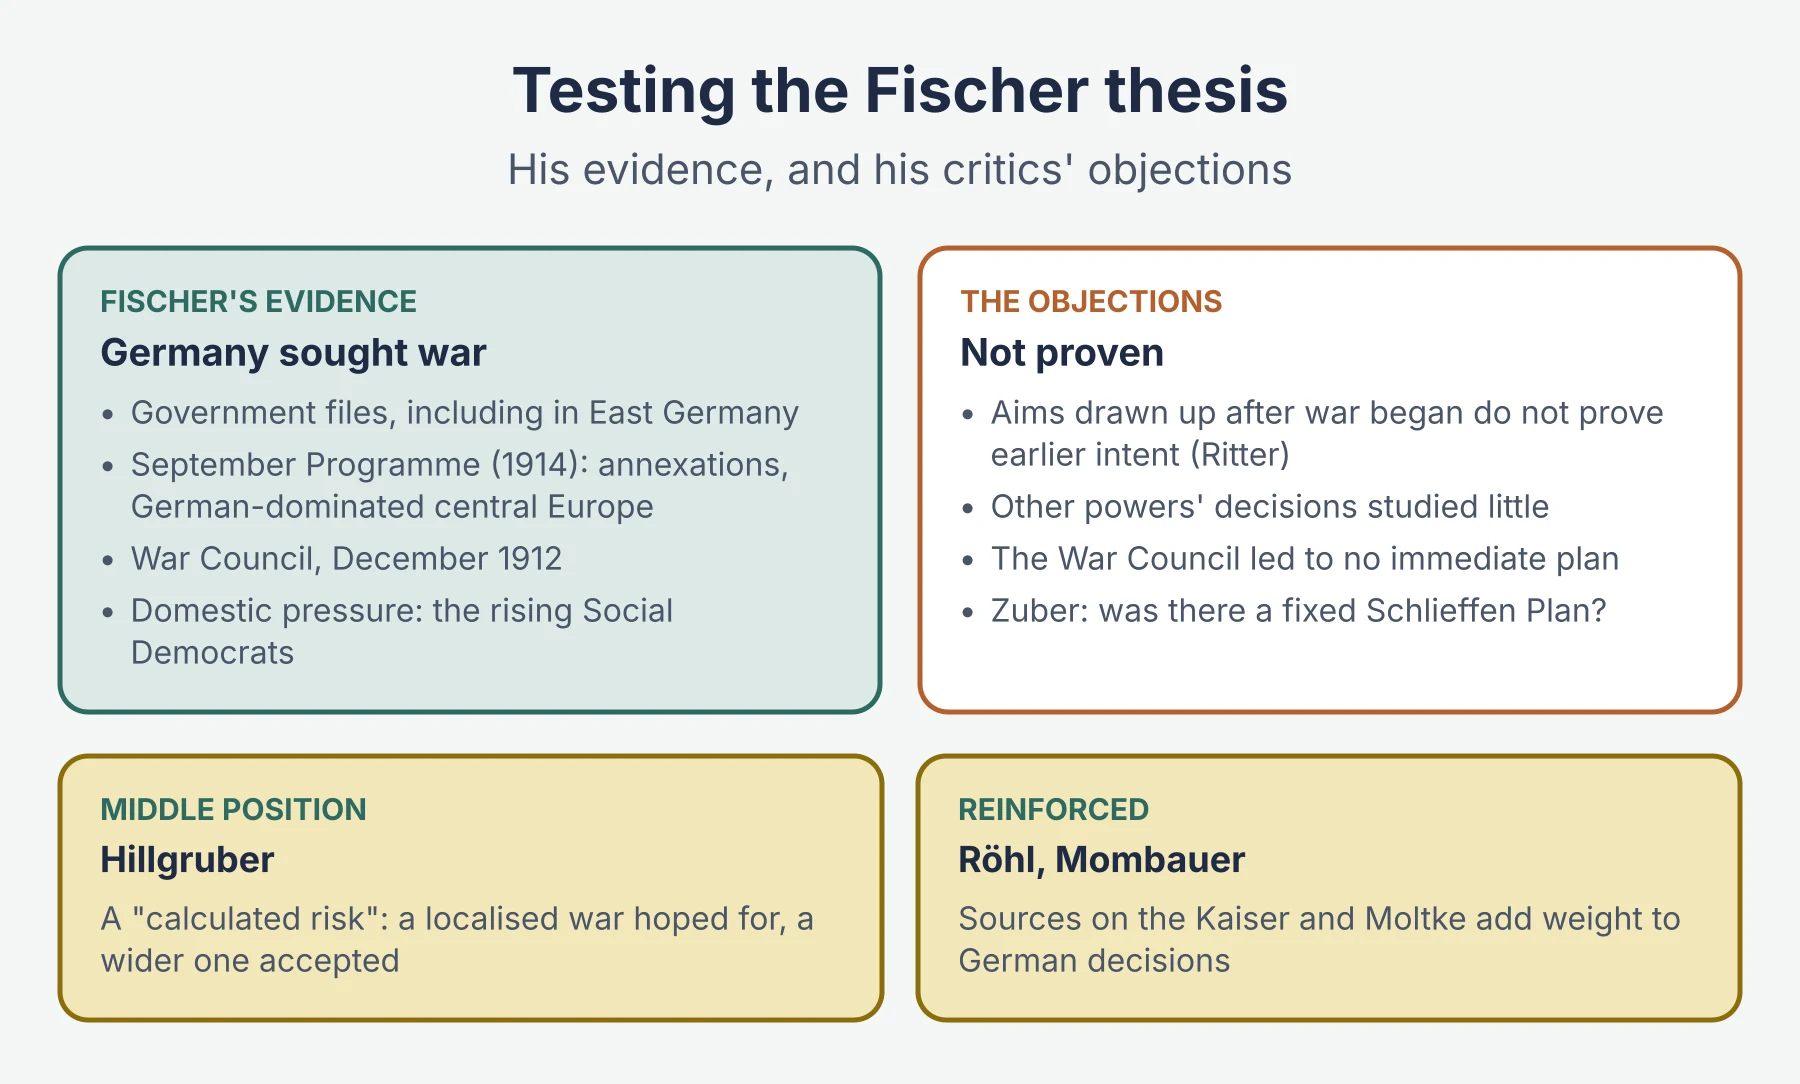 Testing the Fischer thesis
His evidence, and his critics' objections
FISCHER'S EVIDENCE
Germany sought war
• Government files, including in East Germany
• September Programme (1914): annexations,
German-dominated central Europe
• War Council, December 1912
• Domestic pressure: the rising Social
Democrats
THE OBJECTIONS
Not proven
• Aims drawn up after war began do not prove
earlier intent (Ritter)
• Other powers' decisions studied little
• The War Council led to no immediate plan
• Zuber: was there a fixed Schlieffen Plan?
MIDDLE POSITION
Hillgruber
A "calculated risk": a localised war hoped for, a
wider one accepted
REINFORCED
Röhl, Mombauer
Sources on the Kaiser and Moltke add weight to
German decisions